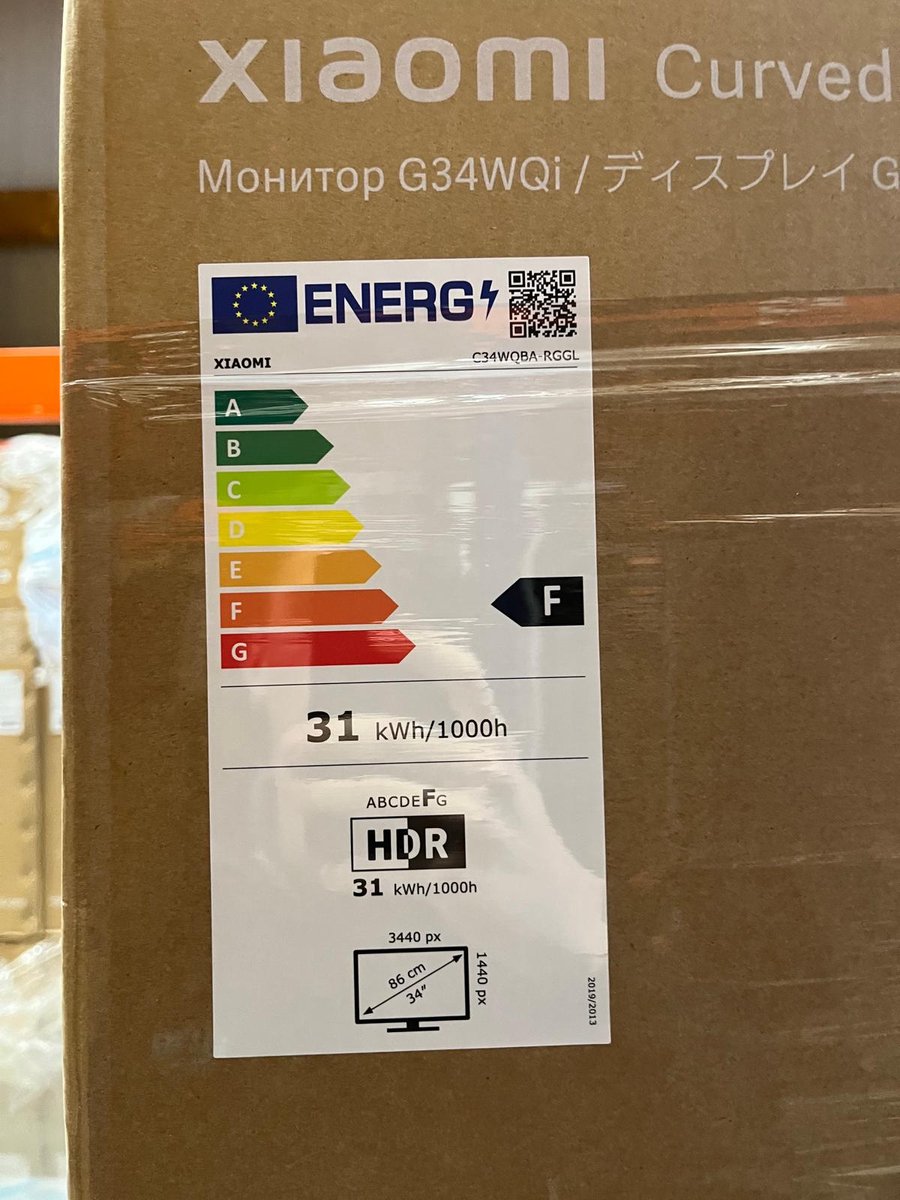 xiaomi Curved
Монитор G34WQi / ディスプレイ G
ENERG
XIAOMI
C34WQBA-RGGL
A
B
C
D
E
F
F
G
31 kWh/1000h
ABCDEFG
HDR
31 kWh/1000h
3440 px
86 cm
34"
1440 px
2019/2013